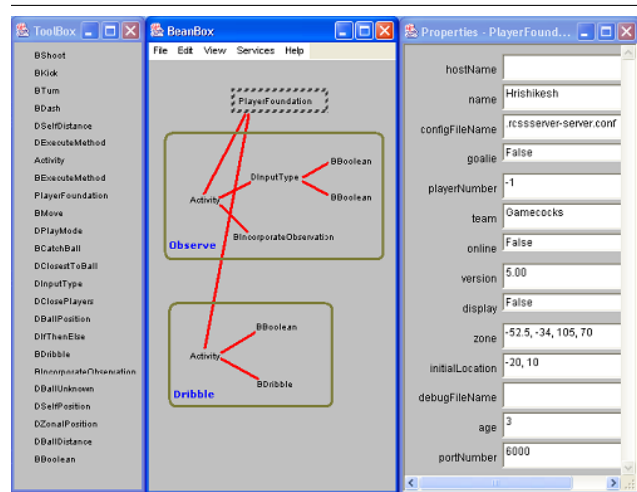 ToolBox
BShoot
BKick
BTurn
BDash
DSelfDistance
DExecuteMethod
Activity
BExecuteMethod
PlayerFoundation
BMove
DPlayMode
BCatchBall
DClosestToBall
DInputType
DClosePlayers
DBallPosition
DIfThenElse
BDribble
BIncorporateObservation
DBallUnknown
DSelfPosition
DZonalPosition
DBallDistance
BBoolean
BeanBox
File Edit View Services Help
PlayerFoundation
BBoolean
DInputType
Activity
BBoolean
BIncorporateObservation
Observe
BBoolean
Activity
BDribble
Dribble
Properties - PlayerFound...
hostName
name Hrishikesh
configFileName .rcssserver-server.conf
goalie False
playerNumber -1
team Gamecocks
online False
version 5.00
display False
zone -52.5, -34, 105, 70
initialLocation -20, 10
debugFileName
age 3
portNumber 6000